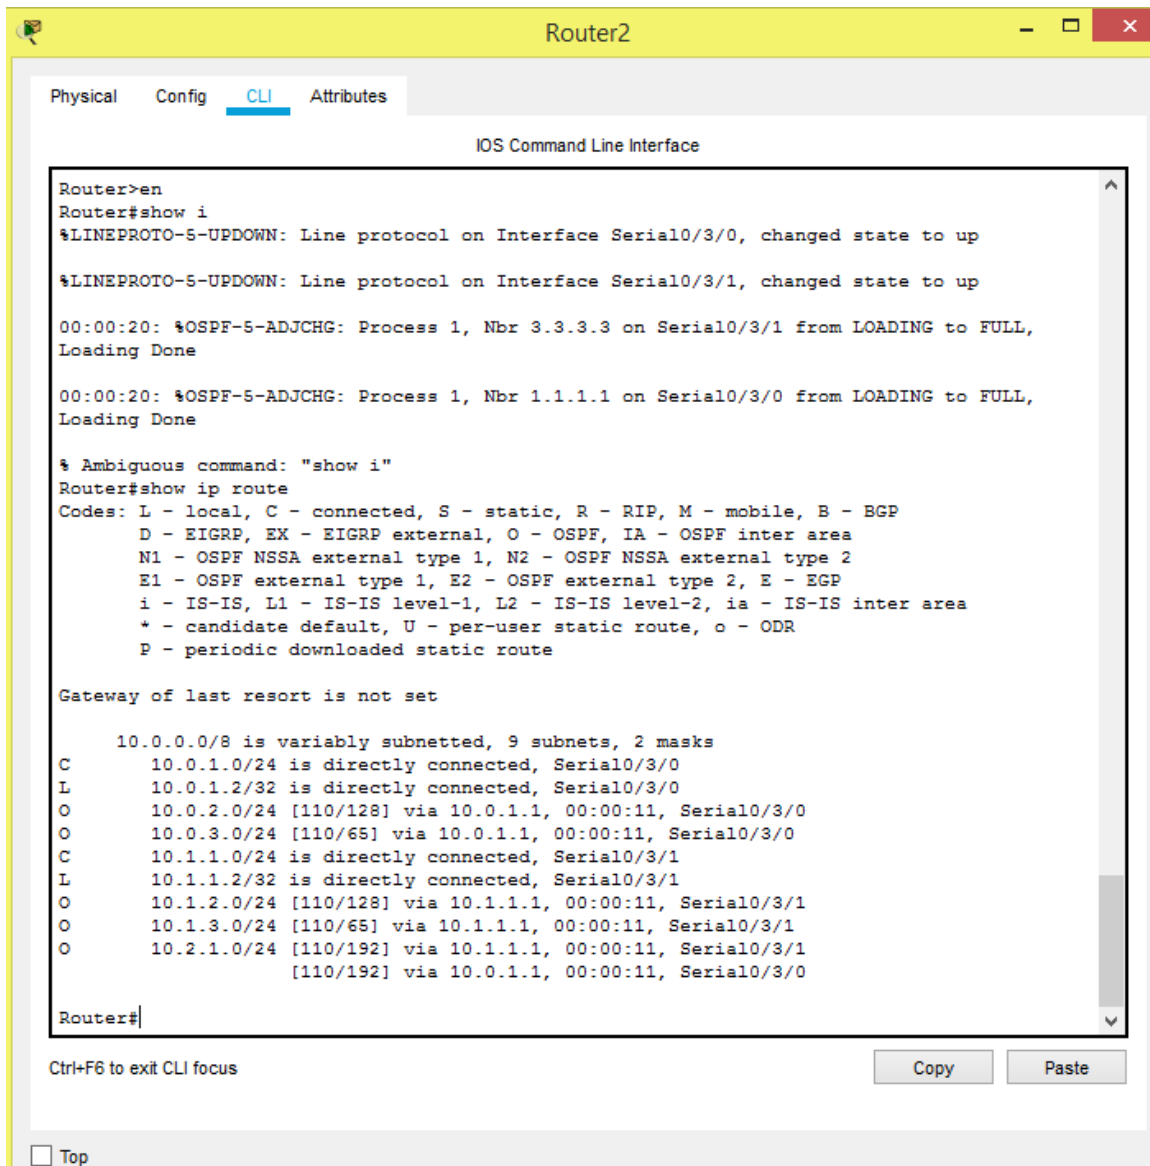 Router2
Physical Config CLI Attributes
IOS Command Line Interface
Router>en
Router#show i
%LINEPROTO-5-UPDOWN: Line protocol on Interface Serial0/3/0, changed state to up
%LINEPROTO-5-UPDOWN: Line protocol on Interface Serial0/3/1, changed state to up
00:00:20: %OSPF-5-ADJCHG: Process 1, Nbr 3.3.3.3 on Serial0/3/1 from LOADING to FULL,
Loading Done
00:00:20: %OSPF-5-ADJCHG: Process 1, Nbr 1.1.1.1 on Serial0/3/0 from LOADING to FULL,
Loading Done
% Ambiguous command: "show i"
Router#show ip route
Codes: L - local, C - connected, S - static, R - RIP, M - mobile, B - BGP
D - EIGRP, EX - EIGRP external, O - OSPF, IA - OSPF inter area
N1 - OSPF NSSA external type 1, N2 - OSPF NSSA external type 2
E1 - OSPF external type 1, E2 - OSPF external type 2, E - EGP
i - IS-IS, L1 - IS-IS level-1, L2 - IS-IS level-2, ia - IS-IS inter area
* - candidate default, U - per-user static route, o - ODR
P - periodic downloaded static route
Gateway of last resort is not set
10.0.0.0/8 is variably subnetted, 9 subnets, 2 masks
C 10.0.1.0/24 is directly connected, Serial0/3/0
L 10.0.1.2/32 is directly connected, Serial0/3/0
O 10.0.2.0/24 [110/128] via 10.0.1.1, 00:00:11, Serial0/3/0
O 10.0.3.0/24 [110/65] via 10.0.1.1, 00:00:11, Serial0/3/0
C 10.1.1.0/24 is directly connected, Serial0/3/1
L 10.1.1.2/32 is directly connected, Serial0/3/1
O 10.1.2.0/24 [110/128] via 10.1.1.1, 00:00:11, Serial0/3/1
O 10.1.3.0/24 [110/65] via 10.1.1.1, 00:00:11, Serial0/3/1
O 10.2.1.0/24 [110/192] via 10.1.1.1, 00:00:11, Serial0/3/1
[110/192] via 10.0.1.1, 00:00:11, Serial0/3/0
Router#
Ctrl+F6 to exit CLI focus
Copy Paste
Top